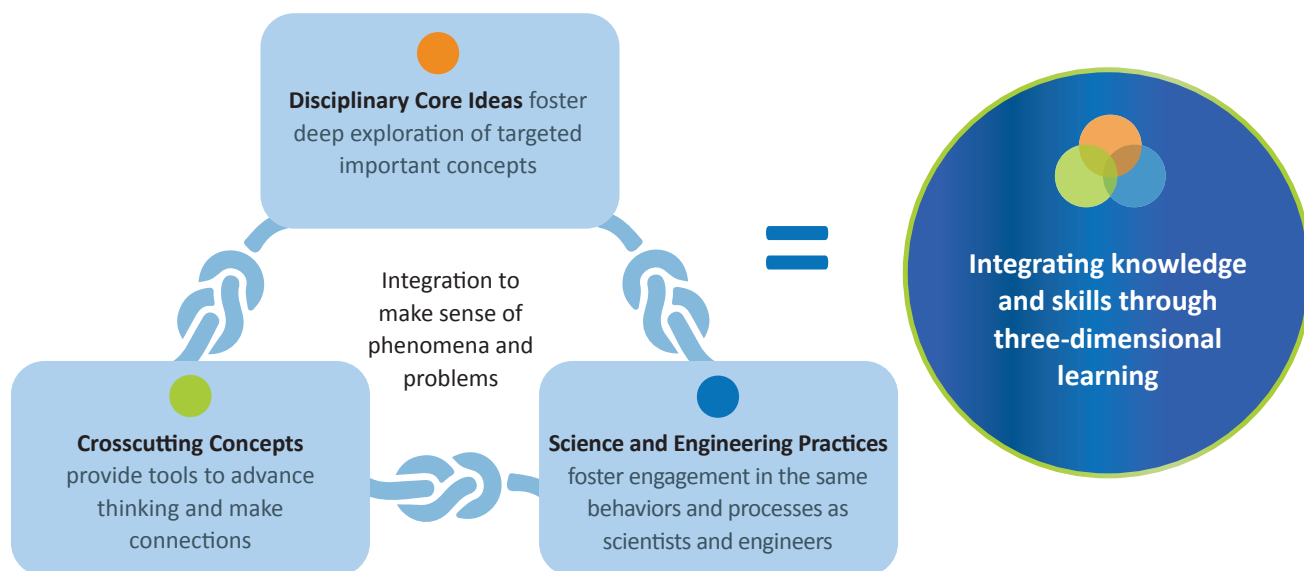 Disciplinary Core Ideas foster
deep exploration of targeted
important concepts
Integration to
make sense of
phenomena and
problems
Crosscutting Concepts
provide tools to advance
thinking and make
connections
Science and Engineering Practices
foster engagement in the same
behaviors and processes as
scientists and engineers
=
Integrating knowledge
and skills through
three-dimensional
learning